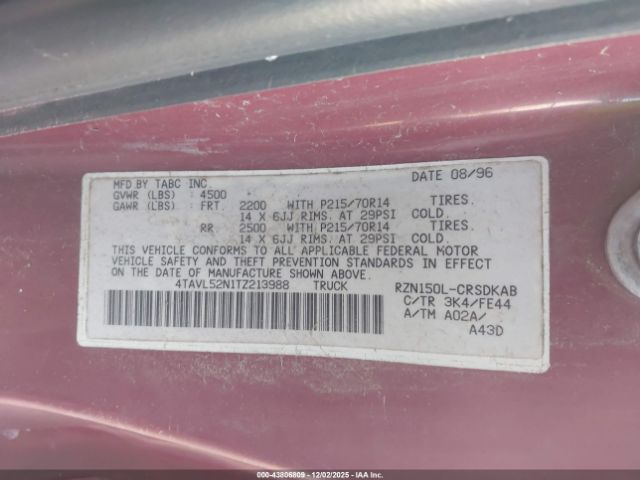 MFD BY TABC INC DATE 08/96
GVWR (LBS) 4500
GAWR (LBS) FRT. 2200 WITH P215/70R14 TIRES.
14 X 6JJ RIMS. AT 29PSI COLD.
RR 2500 WITH P215/70R14 TIRES.
14 X 6JJ RIMS. AT 29PSI COLD.
THIS VEHICLE CONFORMS TO ALL APPLICABLE FEDERAL MOTOR
VEHICLE SAFETY AND THEFT PREVENTION STANDARDS IN EFFECT
ON THE DATE OF MANUFACTURE SHOWN ABOVE.
4TAVL52N1TZ213988 TRUCK RZN150L-CRSDKAB
C/TR 3K4/FE44
A/TM A02A/
A43D
© 43806809 - 12/02/2025 - © IAA Holdings, LLC